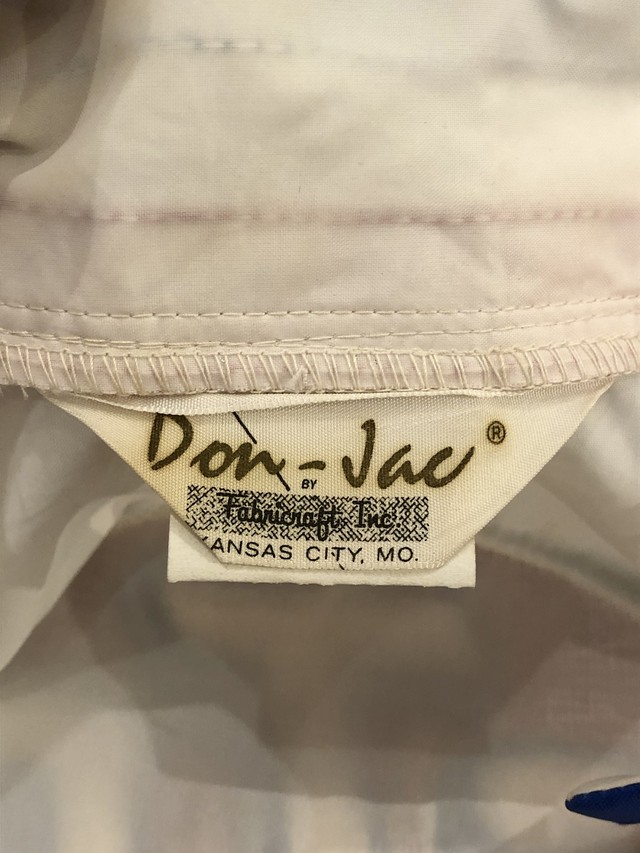 Don-Jac ®
BY
Fabricraft Inc.
KANSAS CITY, MO.